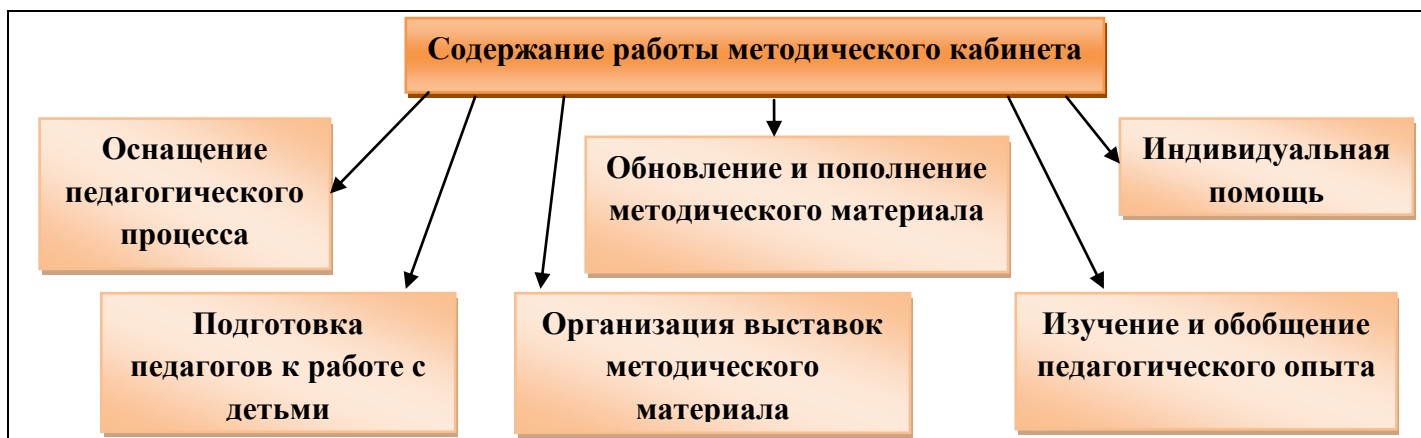 Содержание работы методического кабинета
Оснащение
педагогического
процесса
Обновление и пополнение
методического материала
Индивидуальная
помощь
Подготовка
педагогов к работе с
детьми
Организация выставок
методического
материала
Изучение и обобщение
педагогического опыта